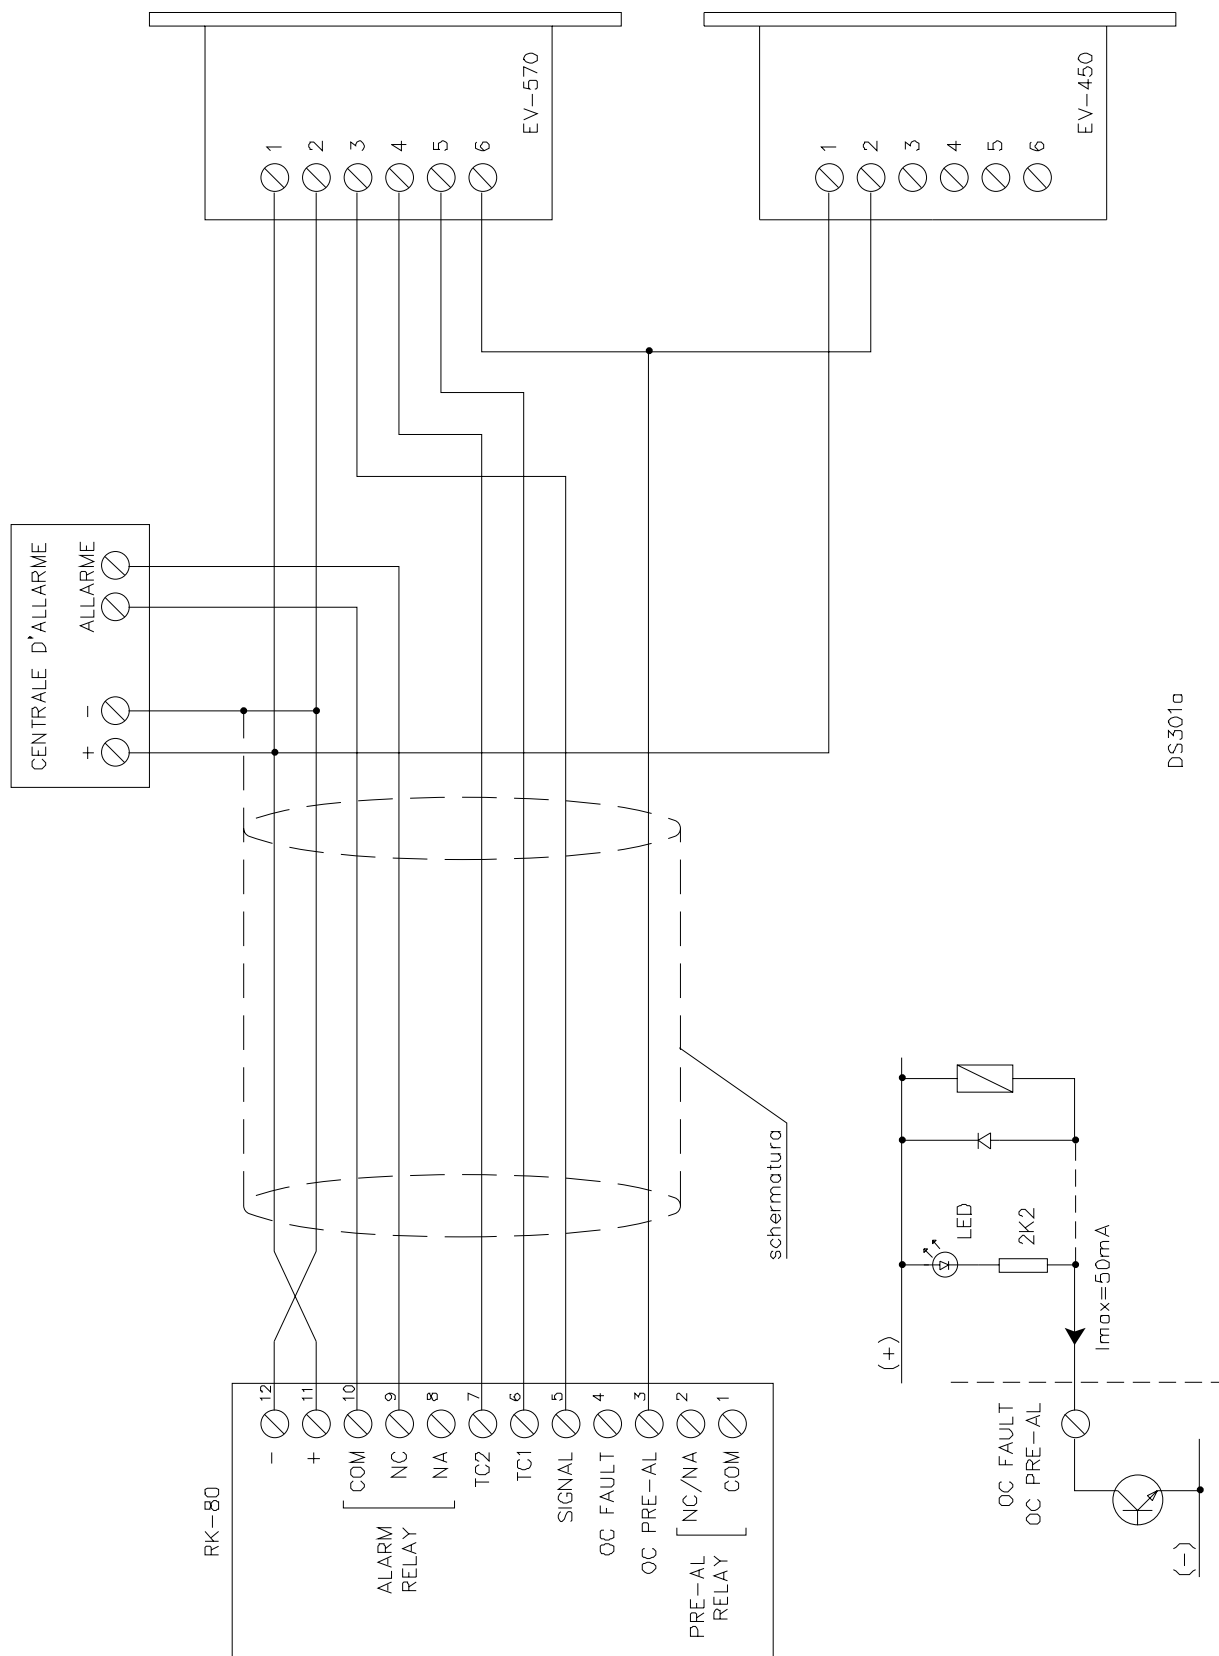 EV-570
1
2
3
4
5
6
EV-450
1
2
3
4
5
6
CENTRALE D'ALLARME
ALLARME
-
+
schermatura
RK-80
12
11
10
9
8
7
6
5
4
3
2
1
-
+
COM
NC
NA
TC2
TC1
SIGNAL
OC FAULT
OC PRE-AL
NC/NA
COM
ALARM
RELAY
PRE-AL
RELAY
(+)
LED
2K2
Imax=50mA
OC FAULT
OC PRE-AL
(-)
DS301a